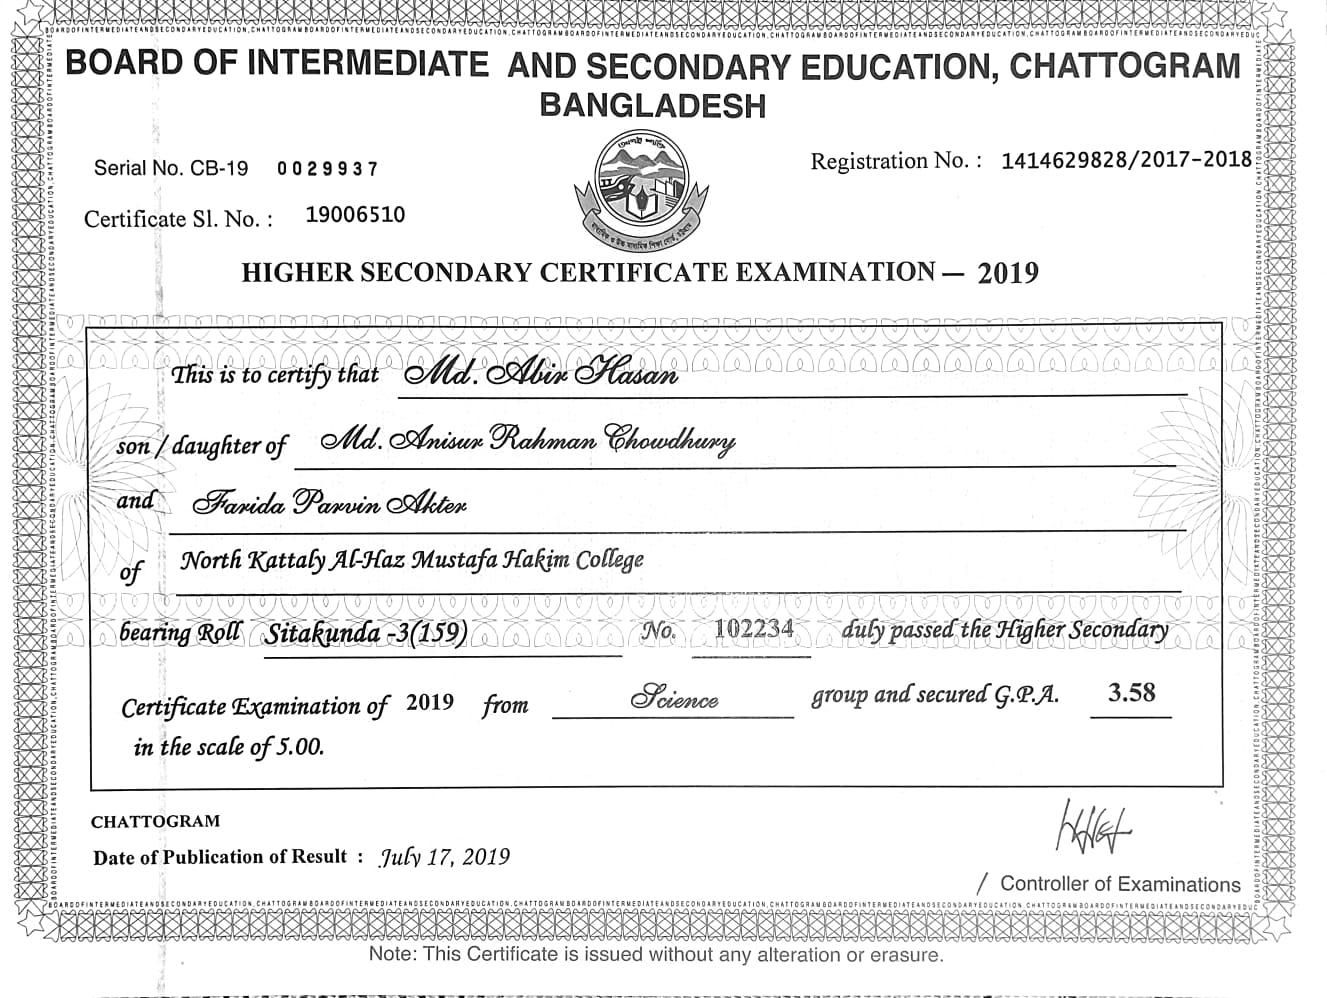 BOARD OF INTERMEDIATE AND SECONDARY EDUCATION, CHATTOGRAM
BANGLADESH
Serial No. CB-19 0029937
Registration No. : 1414629828/2017-2018
Certificate Sl. No. : 19006510
মাধ্যমিক ও উচ্চ মাধ্যমিক শিক্ষা বোর্ড, চট্টগ্রাম
HIGHER SECONDARY CERTIFICATE EXAMINATION — 2019
This is to certify that Md. Abir Hasan
son / daughter of Md. Anisur Rahman Chowdhury
and Farida Parvin Akter
of North Kattaly Al-Haz Mustafa Hakim College
bearing Roll Sitakunda -3(159) No. 102234 duly passed the Higher Secondary
Certificate Examination of 2019 from Science group and secured G.P.A. 3.58
in the scale of 5.00.
CHATTOGRAM
Date of Publication of Result : July 17, 2019
/ Controller of Examinations
Note: This Certificate is issued without any alteration or erasure.